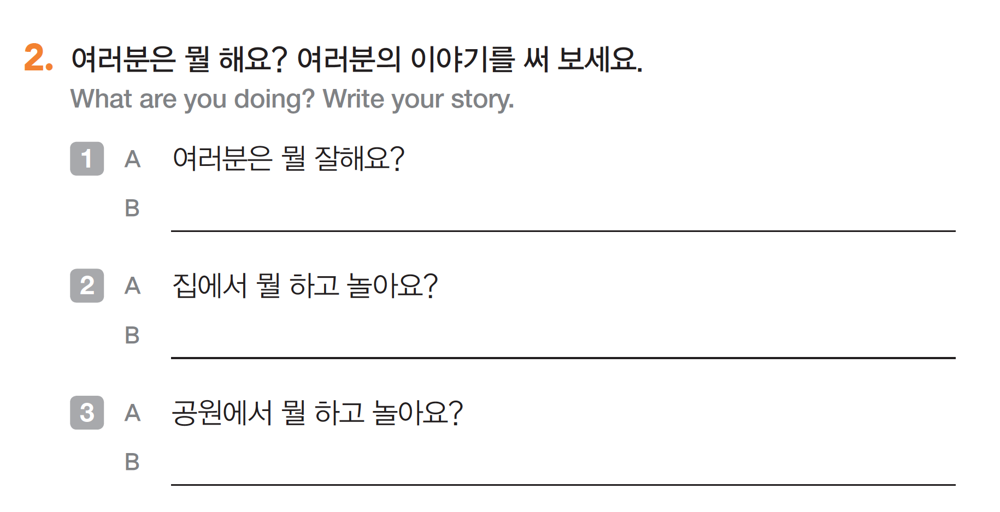 2. 여러분은 뭘 해요? 여러분의 이야기를 써 보세요.
What are you doing? Write your story.
1 A 여러분은 뭘 잘해요?
B
2 A 집에서 뭘 하고 놀아요?
B
3 A 공원에서 뭘 하고 놀아요?
B